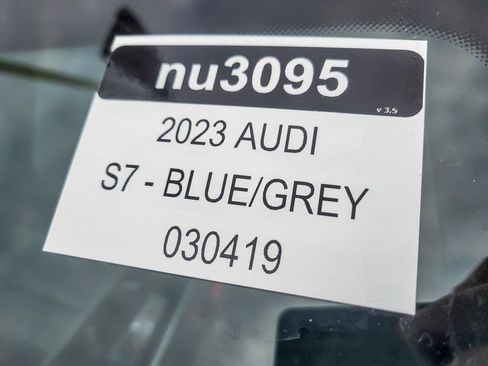 nu3095
v 3.5
2023 AUDI
S7 - BLUE/GREY
030419